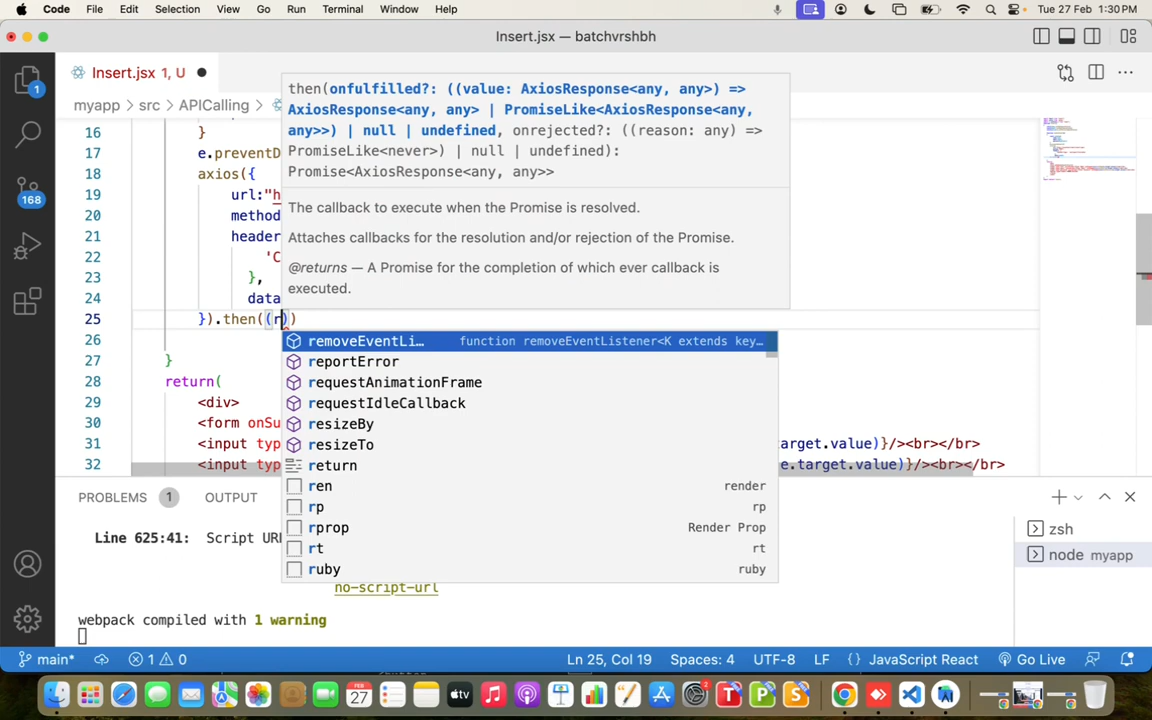 Code File Edit Selection View Go Run Terminal Window Help Tue 27 Feb 1:30 PM
Insert.jsx — batchvrshbh
Insert.jsx 1, U
myapp > src > APICalling >
then(onfulfilled?: ((value: AxiosResponse<any, any>) =>
AxiosResponse<any, any> | PromiseLike<AxiosResponse<any,
any>>) | null | undefined, onrejected?: ((reason: any) =>
PromiseLike<never>) | null | undefined):
Promise<AxiosResponse<any, any>>
The callback to execute when the Promise is resolved.
Attaches callbacks for the resolution and/or rejection of the Promise.
@returns — A Promise for the completion of which ever callback is
executed.
16 }
17 e.preventD
18 axios({
19 url:"h
20 method
21 header
22 'C
23 },
24 data
25 }).then((r))
26
27 }
28 return(
29 <div>
30 <form onSu
31 <input typ arget.value)}/><br></br>
32 <input typ e.target.value)}/><br></br>
removeEventLi… function removeEventListener<K extends key…
reportError
requestAnimationFrame
requestIdleCallback
resizeBy
resizeTo
return
ren render
rp rp
rprop Render Prop
rt rt
ruby ruby
PROBLEMS 1 OUTPUT
Line 625:41: Script UR
no-script-url
webpack compiled with 1 warning
zsh
node myapp
1
168
main* 1 0 Ln 25, Col 19 Spaces: 4 UTF-8 LF {} JavaScript React Go Live
FEB
27
tv
T P S
2